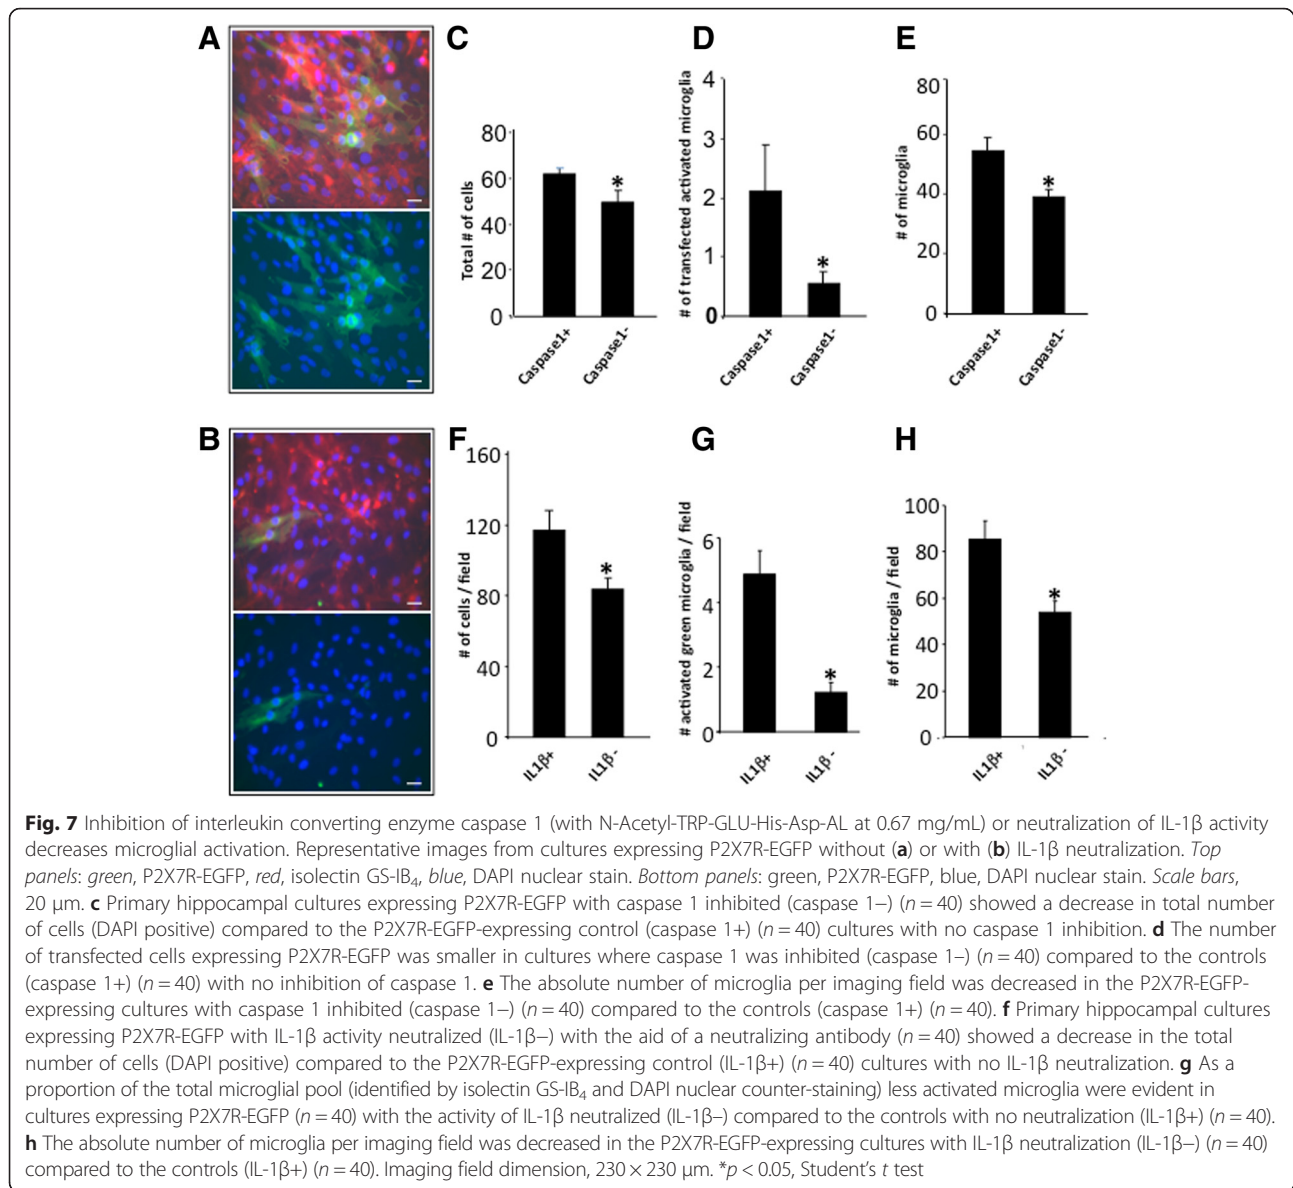 A
B
C
Total # of cells
80
60
40
20
0
Caspase1+
Caspase1-
*
D
# of transfected activated microglia
4
3
2
1
0
Caspase1+
Caspase1-
*
E
# of microglia
80
60
40
20
0
Caspase1+
Caspase1-
*
F
# of cells / field
160
120
80
40
0
IL1β+
IL1β -
*
G
# activated green microglia / field
6
4
2
0
IL1β+
IL1β -
*
H
# of microglia / field
100
80
60
40
20
0
IL1β+
IL1β -
*
Fig. 7 Inhibition of interleukin converting enzyme caspase 1 (with N-Acetyl-TRP-GLU-His-Asp-AL at 0.67 mg/mL) or neutralization of IL-1β activity
decreases microglial activation. Representative images from cultures expressing P2X7R-EGFP without (a) or with (b) IL-1β neutralization. Top
panels: green, P2X7R-EGFP, red, isolectin GS-IB₄, blue, DAPI nuclear stain. Bottom panels: green, P2X7R-EGFP, blue, DAPI nuclear stain. Scale bars,
20 μm. c Primary hippocampal cultures expressing P2X7R-EGFP with caspase 1 inhibited (caspase 1−) (n = 40) showed a decrease in total number
of cells (DAPI positive) compared to the P2X7R-EGFP-expressing control (caspase 1+) (n = 40) cultures with no caspase 1 inhibition. d The number
of transfected cells expressing P2X7R-EGFP was smaller in cultures where caspase 1 was inhibited (caspase 1–) (n = 40) compared to the controls
(caspase 1+) (n = 40) with no inhibition of caspase 1. e The absolute number of microglia per imaging field was decreased in the P2X7R-EGFP-
expressing cultures with caspase 1 inhibited (caspase 1−) (n = 40) compared to the controls (caspase 1+) (n = 40). f Primary hippocampal cultures
expressing P2X7R-EGFP with IL-1β activity neutralized (IL-1β−) with the aid of a neutralizing antibody (n = 40) showed a decrease in the total
number of cells (DAPI positive) compared to the P2X7R-EGFP-expressing control (IL-1β+) (n = 40) cultures with no IL-1β neutralization. g As a
proportion of the total microglial pool (identified by isolectin GS-IB₄ and DAPI nuclear counter-staining) less activated microglia were evident in
cultures expressing P2X7R-EGFP (n = 40) with the activity of IL-1β neutralized (IL-1β–) compared to the controls with no neutralization (IL-1β+) (n = 40).
h The absolute number of microglia per imaging field was decreased in the P2X7R-EGFP-expressing cultures with IL-1β neutralization (IL-1β−) (n = 40)
compared to the controls (IL-1β+) (n = 40). Imaging field dimension, 230 × 230 μm. *p < 0.05, Student’s t test